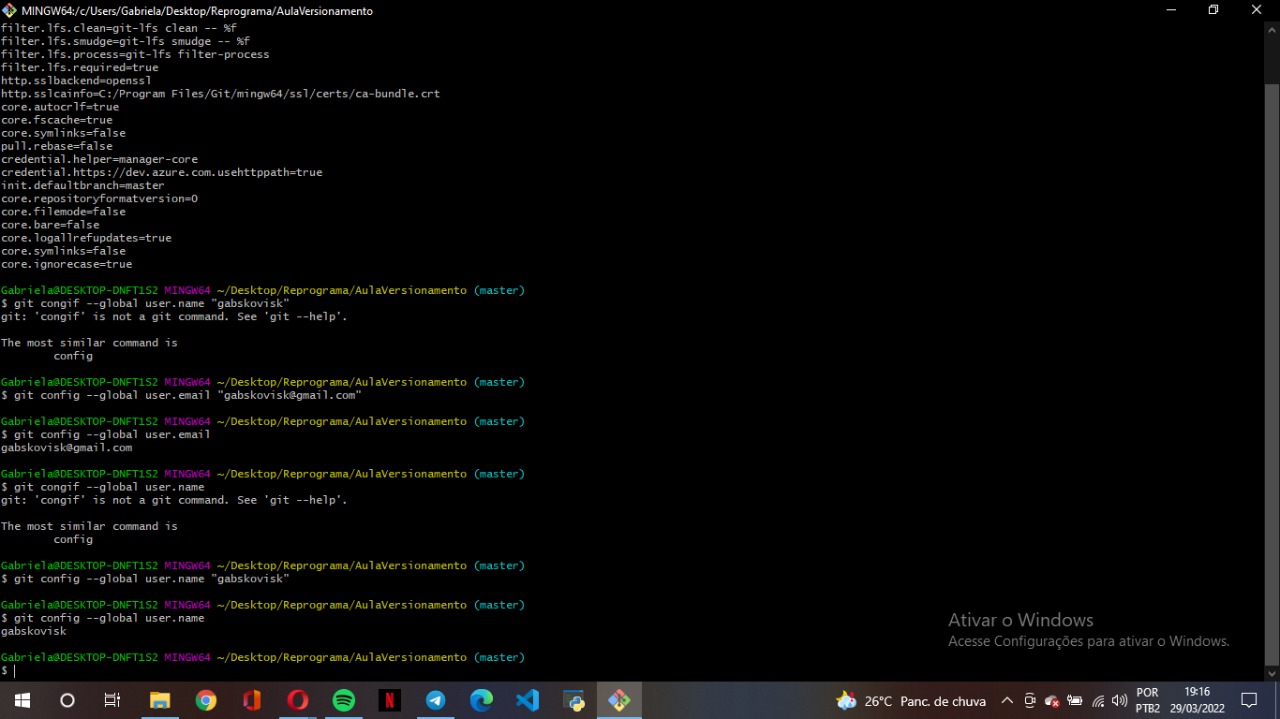 MINGW64:/c/Users/Gabriela/Desktop/Reprograma/AulaVersionamento
filter.lfs.clean=git-lfs clean -- %f
filter.lfs.smudge=git-lfs smudge -- %f
filter.lfs.process=git-lfs filter-process
filter.lfs.required=true
http.sslbackend=openssl
http.sslcainfo=C:/Program Files/Git/mingw64/ssl/certs/ca-bundle.crt
core.autocrlf=true
core.fscache=true
core.symlinks=false
pull.rebase=false
credential.helper=manager-core
credential.https://dev.azure.com.usehttppath=true
init.defaultbranch=master
core.repositoryformatversion=0
core.filemode=false
core.bare=false
core.logallrefupdates=true
core.symlinks=false
core.ignorecase=true
Gabriela@DESKTOP-DNFT1S2 MINGW64 ~/Desktop/Reprograma/AulaVersionamento (master)
$ git congif --global user.name "gabskovisk"
git: 'congif' is not a git command. See 'git --help'.
The most similar command is
config
Gabriela@DESKTOP-DNFT1S2 MINGW64 ~/Desktop/Reprograma/AulaVersionamento (master)
$ git config --global user.email "gabskovisk@gmail.com"
Gabriela@DESKTOP-DNFT1S2 MINGW64 ~/Desktop/Reprograma/AulaVersionamento (master)
$ git config --global user.email
gabskovisk@gmail.com
Gabriela@DESKTOP-DNFT1S2 MINGW64 ~/Desktop/Reprograma/AulaVersionamento (master)
$ git congif --global user.name
git: 'congif' is not a git command. See 'git --help'.
The most similar command is
config
Gabriela@DESKTOP-DNFT1S2 MINGW64 ~/Desktop/Reprograma/AulaVersionamento (master)
$ git config --global user.name "gabskovisk"
Gabriela@DESKTOP-DNFT1S2 MINGW64 ~/Desktop/Reprograma/AulaVersionamento (master)
$ git config --global user.name
gabskovisk
Gabriela@DESKTOP-DNFT1S2 MINGW64 ~/Desktop/Reprograma/AulaVersionamento (master)
$
Ativar o Windows
Acesse Configurações para ativar o Windows.
26°C Panc. de chuva
POR
PTB2
19:16
29/03/2022